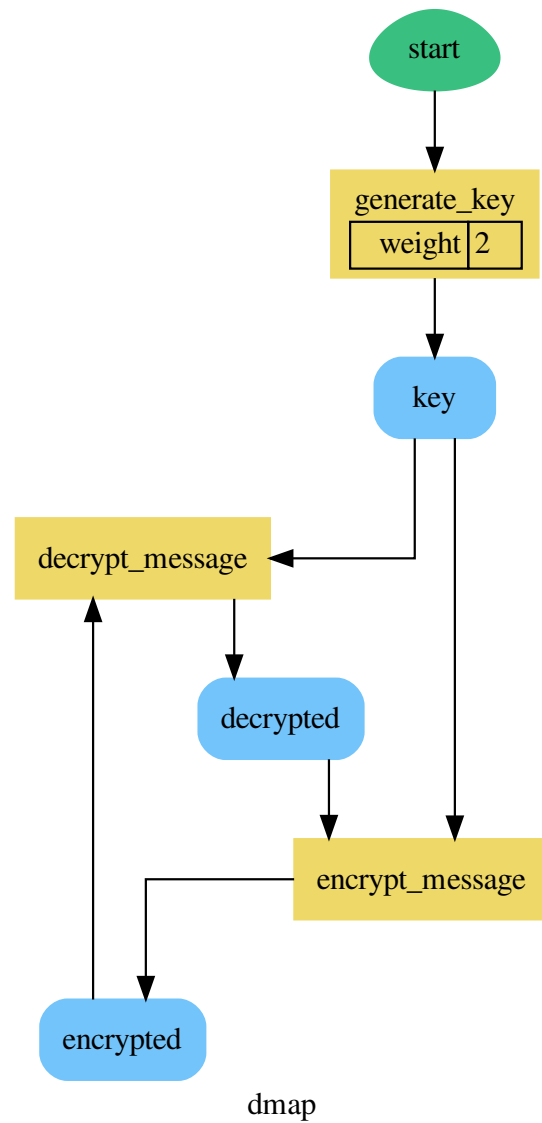 start
generate_key
weight 2
key
decrypt_message
decrypted
encrypt_message
encrypted
dmap